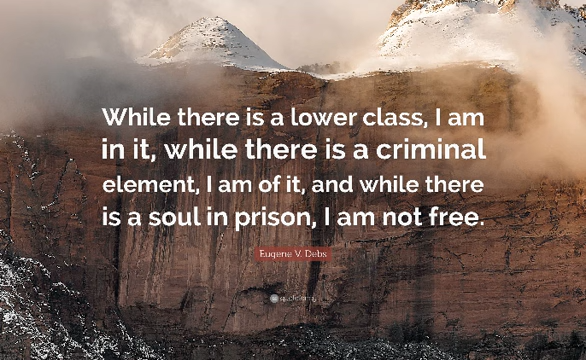 While there is a lower class, I am
in it, while there is a criminal
element, I am of it, and while there
is a soul in prison, I am not free.
Eugene V. Debs
quotefancy